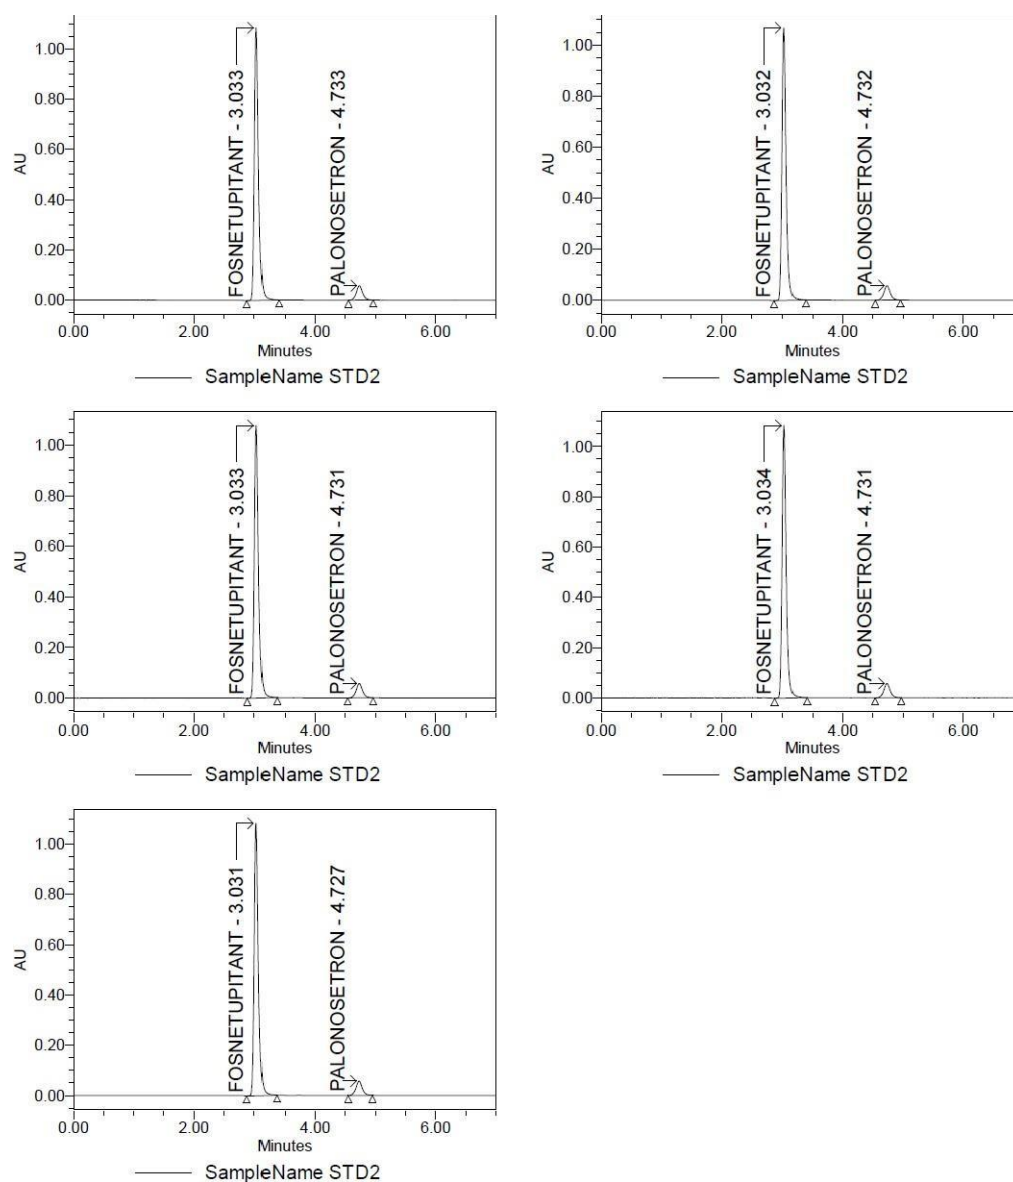 1.00
0.80
0.60
0.40
0.20
0.00
AU
FOSNETUPITANT - 3.033
PALONOSETRON - 4.733
0.00 2.00 4.00 6.00
Minutes
SampleName STD2
1.00
0.80
0.60
0.40
0.20
0.00
AU
FOSNETUPITANT - 3.032
PALONOSETRON - 4.732
0.00 2.00 4.00 6.00
Minutes
SampleName STD2
1.00
0.80
0.60
0.40
0.20
0.00
AU
FOSNETUPITANT - 3.033
PALONOSETRON - 4.731
0.00 2.00 4.00 6.00
Minutes
SampleName STD2
1.00
0.80
0.60
0.40
0.20
0.00
AU
FOSNETUPITANT - 3.034
PALONOSETRON - 4.731
0.00 2.00 4.00 6.00
Minutes
SampleName STD2
1.00
0.80
0.60
0.40
0.20
0.00
AU
FOSNETUPITANT - 3.031
PALONOSETRON - 4.727
0.00 2.00 4.00 6.00
Minutes
SampleName STD2